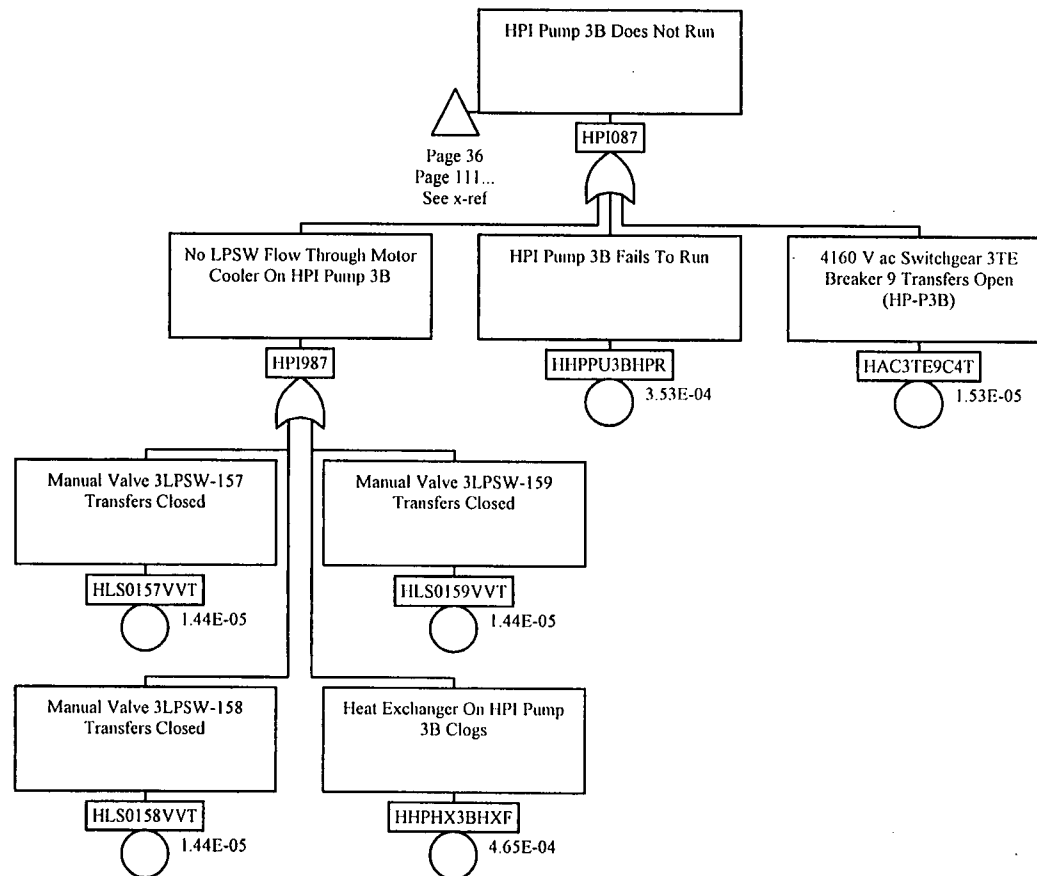 HPI Pump 3B Does Not Run
HPI087
Page 36
Page 111...
See x-ref
No LPSW Flow Through Motor
Cooler On HPI Pump 3B
HPI987
HPI Pump 3B Fails To Run
HHPPU3BHPR
3.53E-04
4160 V ac Switchgear 3TE
Breaker 9 Transfers Open
(HP-P3B)
HAC3TE9C4T
1.53E-05
Manual Valve 3LPSW-157
Transfers Closed
HLS0157VVT
1.44E-05
Manual Valve 3LPSW-159
Transfers Closed
HLS0159VVT
1.44E-05
Manual Valve 3LPSW-158
Transfers Closed
HLS0158VVT
1.44E-05
Heat Exchanger On HPI Pump
3B Clogs
HHPHX3BHXF
4.65E-04